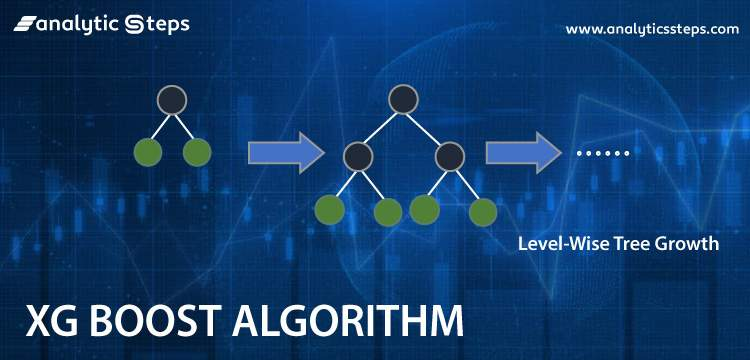 analytic Steps
www.analyticssteps.com
......
Level-Wise Tree Growth
XG BOOST ALGORITHM